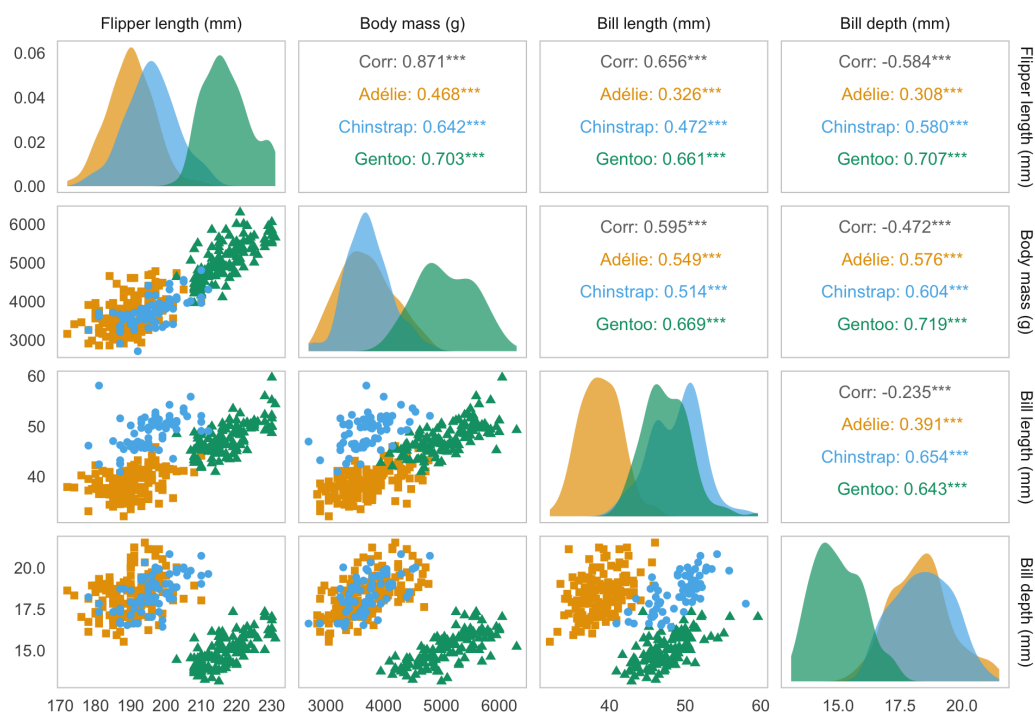 Flipper length (mm)
Body mass (g)
Bill length (mm)
Bill depth (mm)
0.06
0.04
0.02
0.00
Corr: 0.871***
Adélie: 0.468***
Chinstrap: 0.642***
Gentoo: 0.703***
Corr: 0.656***
Adélie: 0.326***
Chinstrap: 0.472***
Gentoo: 0.661***
Corr: -0.584***
Adélie: 0.308***
Chinstrap: 0.580***
Gentoo: 0.707***
Flipper length (mm)
6000
5000
4000
3000
Corr: 0.595***
Adélie: 0.549***
Chinstrap: 0.514***
Gentoo: 0.669***
Corr: -0.472***
Adélie: 0.576***
Chinstrap: 0.604***
Gentoo: 0.719***
Body mass (g)
60
50
40
Corr: -0.235***
Adélie: 0.391***
Chinstrap: 0.654***
Gentoo: 0.643***
Bill length (mm)
20.0
17.5
15.0
Bill depth (mm)
170 180 190 200 210 220 230
3000 4000 5000 6000
40 50 60
15.0 17.5 20.0